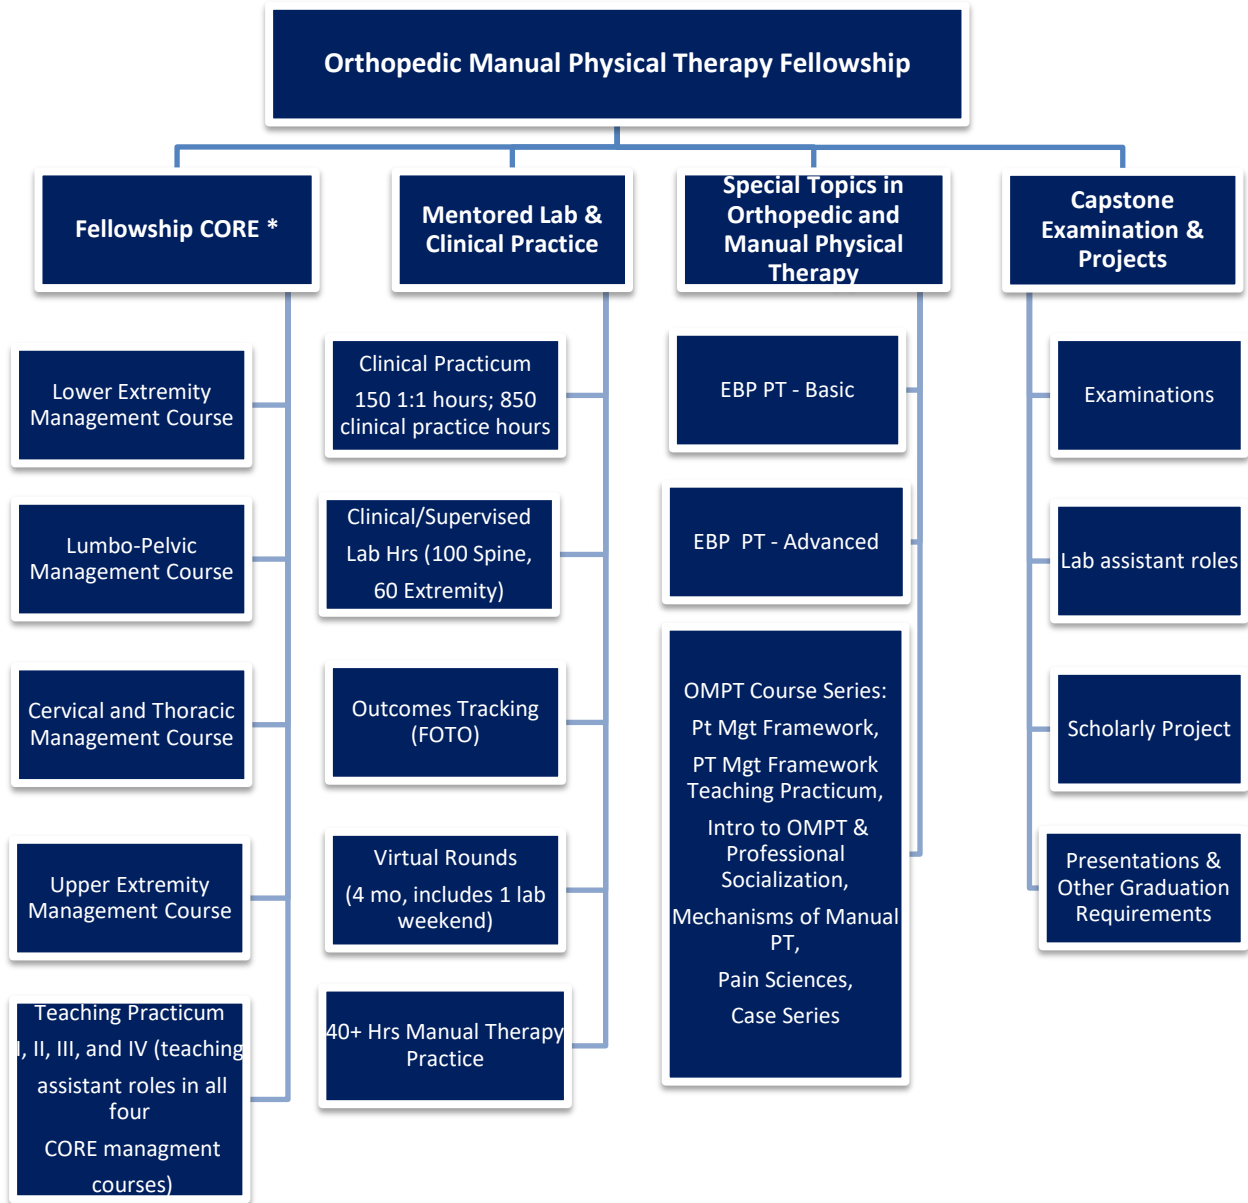 Orthopedic Manual Physical Therapy Fellowship
Fellowship CORE *
Lower Extremity
Management Course
Lumbo-Pelvic
Management Course
Cervical and Thoracic
Management Course
Upper Extremity
Management Course
Teaching Practicum
I, II, III, and IV (teaching
assistant roles in all
four
CORE managment
courses)
Mentored Lab &
Clinical Practice
Clinical Practicum
150 1:1 hours; 850
clinical practice hours
Clinical/Supervised
Lab Hrs (100 Spine,
60 Extremity)
Outcomes Tracking
(FOTO)
Virtual Rounds
(4 mo, includes 1 lab
weekend)
40+ Hrs Manual Therapy
Practice
Special Topics in
Orthopedic and
Manual Physical
Therapy
EBP PT - Basic
EBP PT - Advanced
OMPT Course Series:
Pt Mgt Framework,
PT Mgt Framework
Teaching Practicum,
Intro to OMPT &
Professional
Socialization,
Mechanisms of Manual
PT,
Pain Sciences,
Case Series
Capstone
Examination &
Projects
Examinations
Lab assistant roles
Scholarly Project
Presentations &
Other Graduation
Requirements